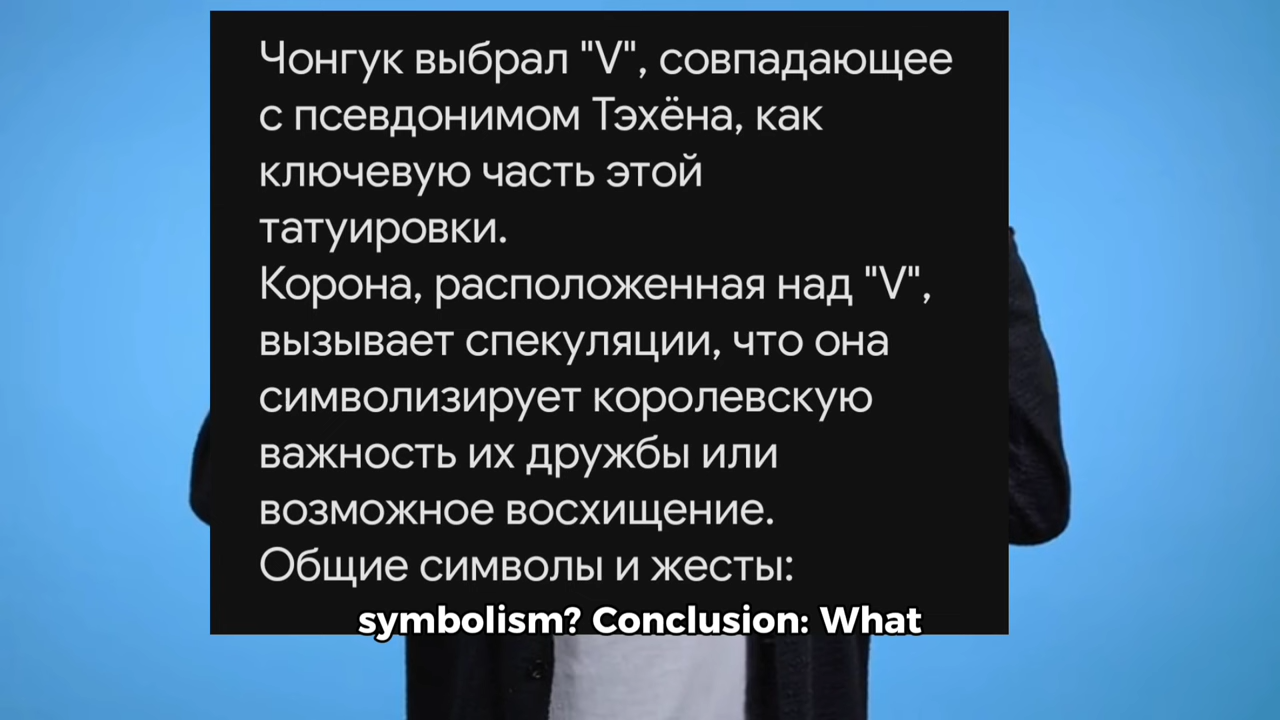 Чонгук выбрал "V", совпадающее
с псевдонимом Тэхёна, как
ключевую часть этой
татуировки.
Корона, расположенная над "V",
вызывает спекуляции, что она
символизирует королевскую
важность их дружбы или
возможное восхищение.
Общие символы и жесты:
symbolism? Conclusion: What